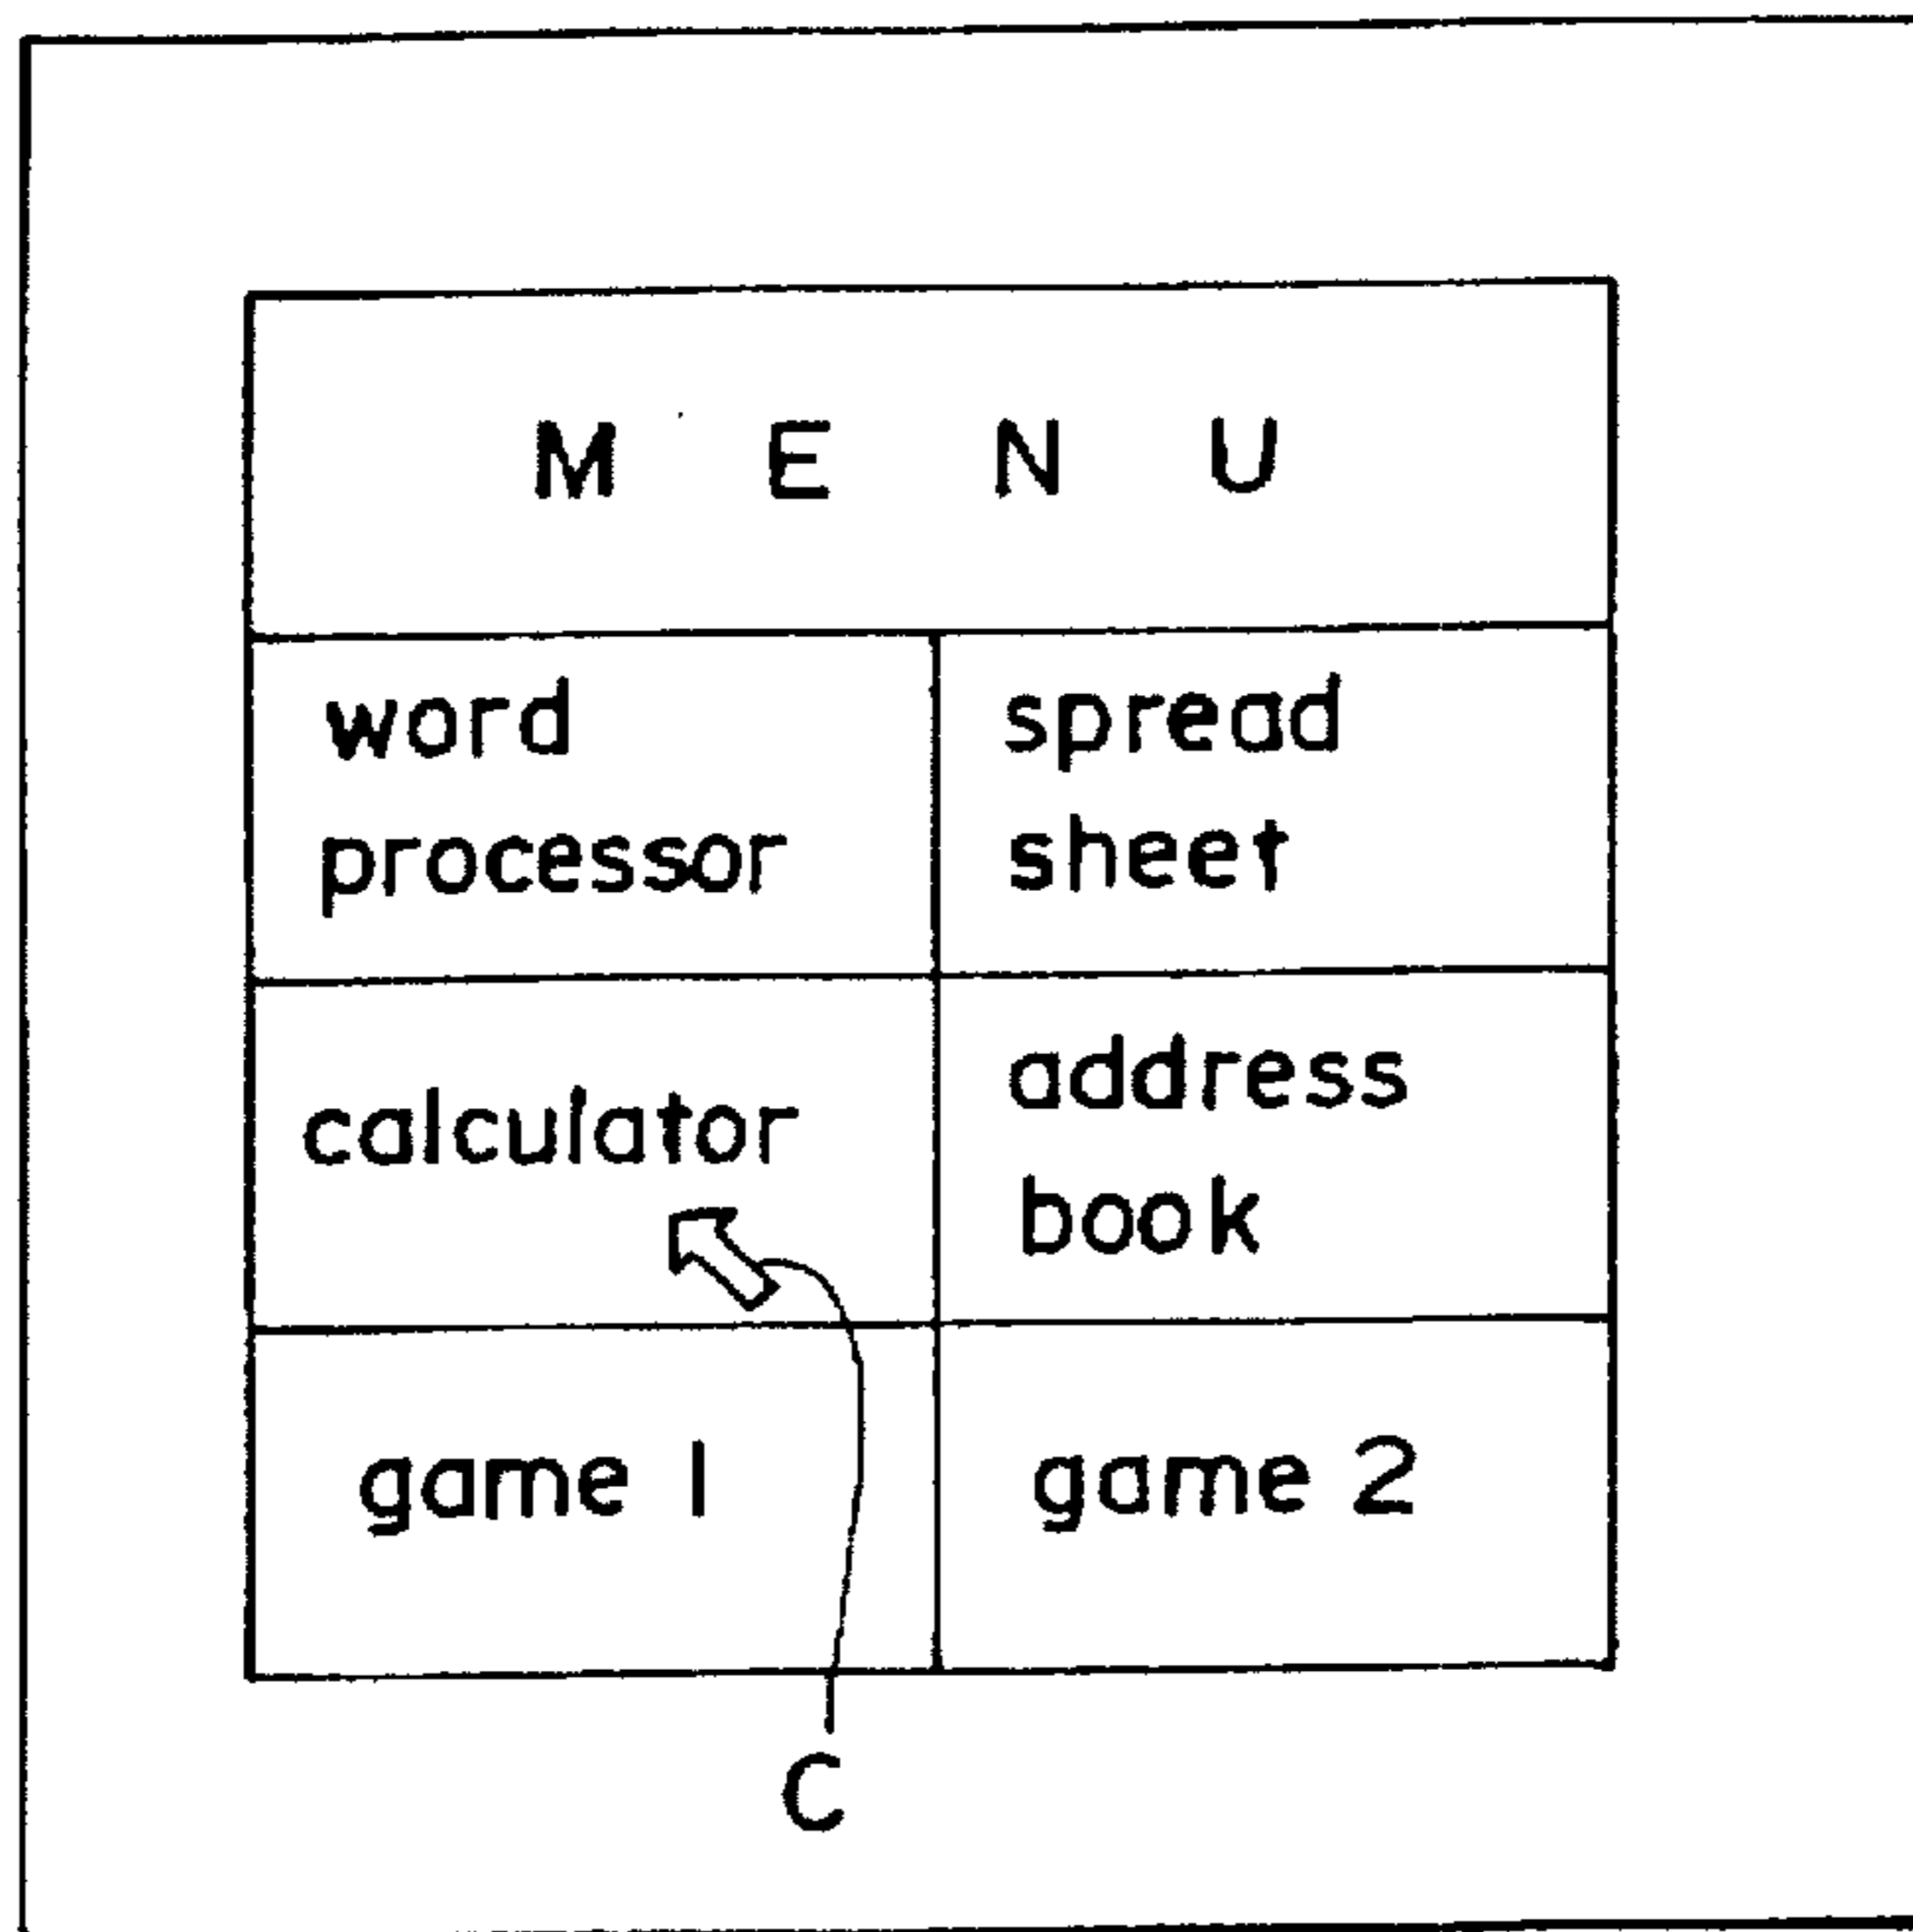 M E N U
word
processor
spread
sheet
calculator
address
book
game 1
game 2
C